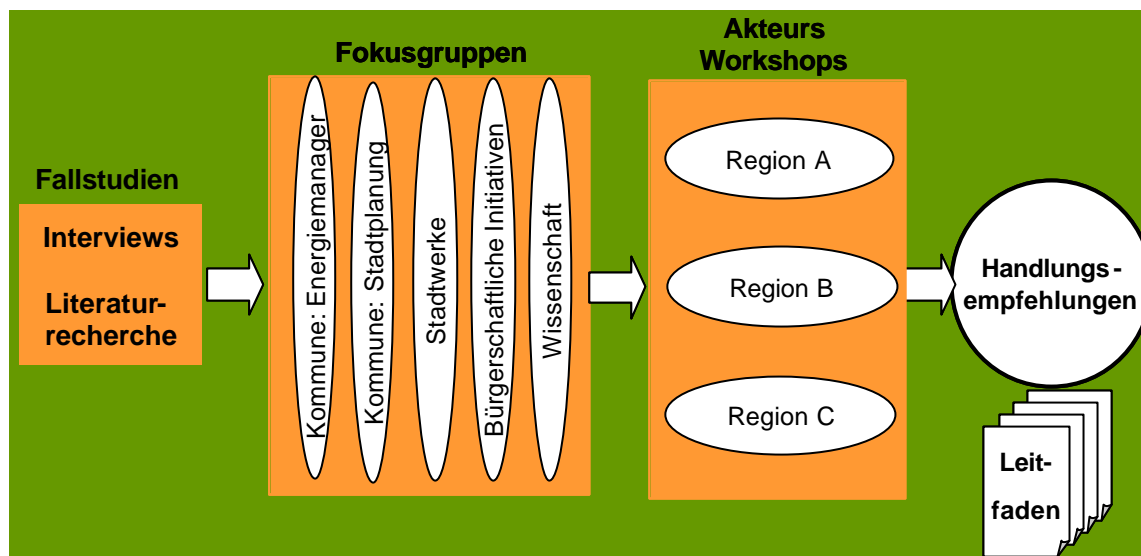 Fallstudien
Interviews
Literatur-
recherche
Fokusgruppen
Kommune: Energiemanager
Kommune: Stadtplanung
Stadtwerke
Bürgerschaftliche Initiativen
Wissenschaft
Akteurs
Workshops
Region A
Region B
Region C
Handlungs-
empfehlungen
Leit-
faden